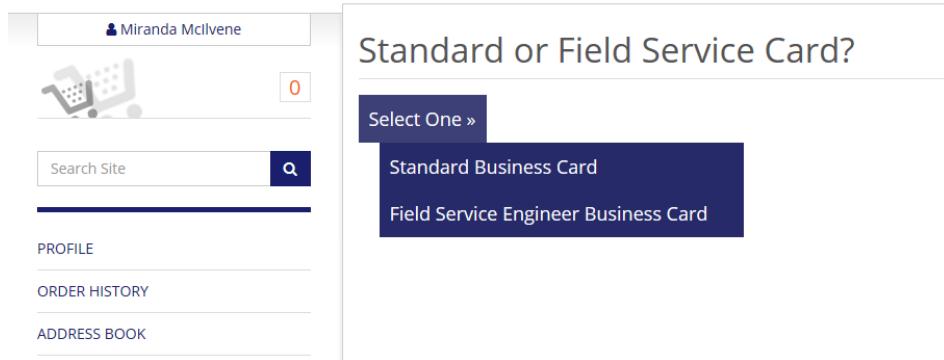 Miranda McIlvene
0
Search Site
PROFILE
ORDER HISTORY
ADDRESS BOOK
Standard or Field Service Card?
Select One »
Standard Business Card
Field Service Engineer Business Card